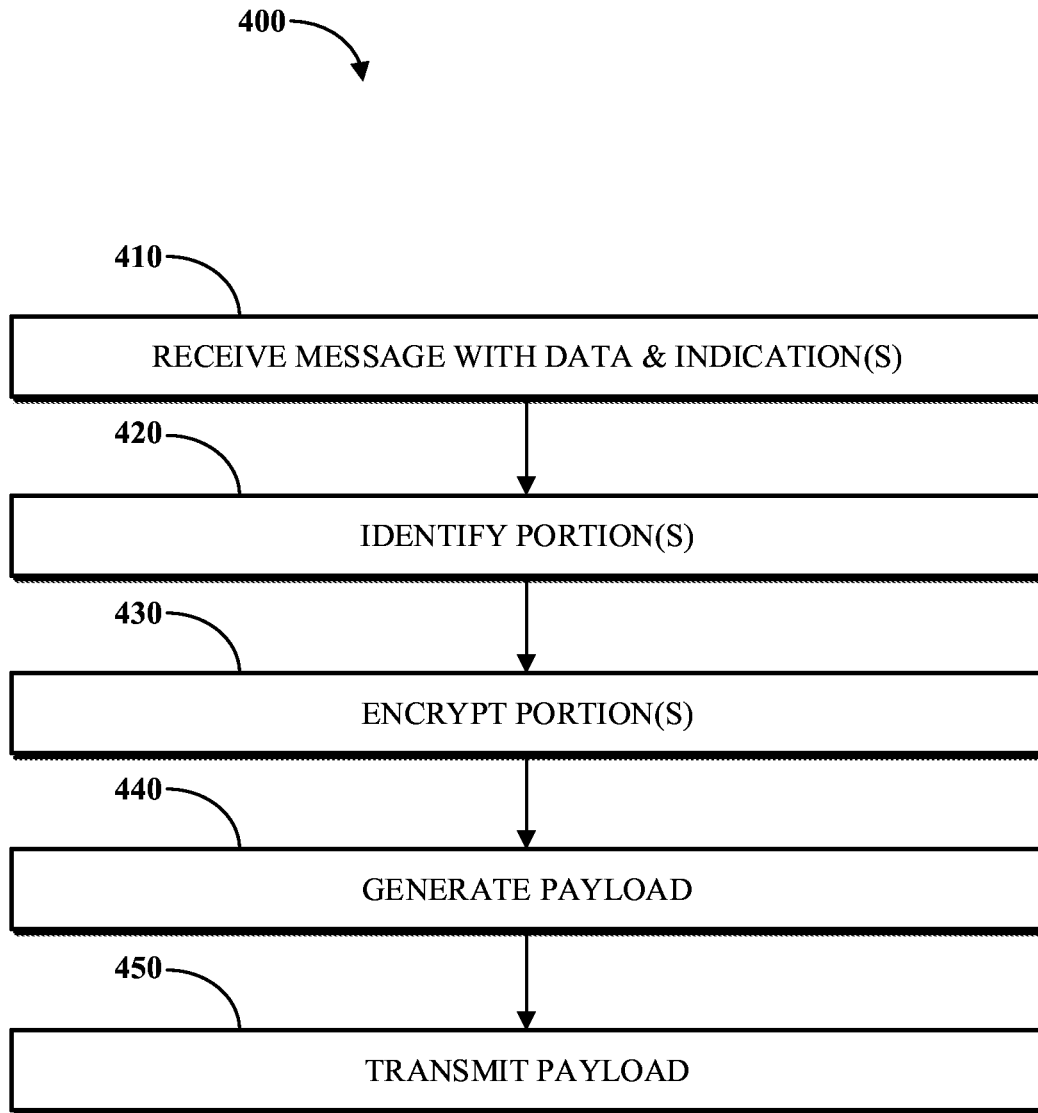 400
410
RECEIVE MESSAGE WITH DATA & INDICATION(S)
420
IDENTIFY PORTION(S)
430
ENCRYPT PORTION(S)
440
GENERATE PAYLOAD
450
TRANSMIT PAYLOAD